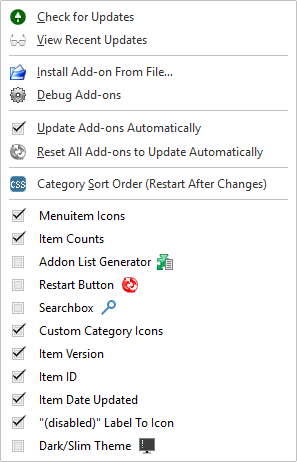 Check for Updates
View Recent Updates
Install Add-on From File...
Debug Add-ons
Update Add-ons Automatically
Reset All Add-ons to Update Automatically
CSS Category Sort Order (Restart After Changes)
Menuitem Icons
Item Counts
Addon List Generator
Restart Button
Searchbox
Custom Category Icons
Item Version
Item ID
Item Date Updated
"(disabled)" Label To Icon
Dark/Slim Theme